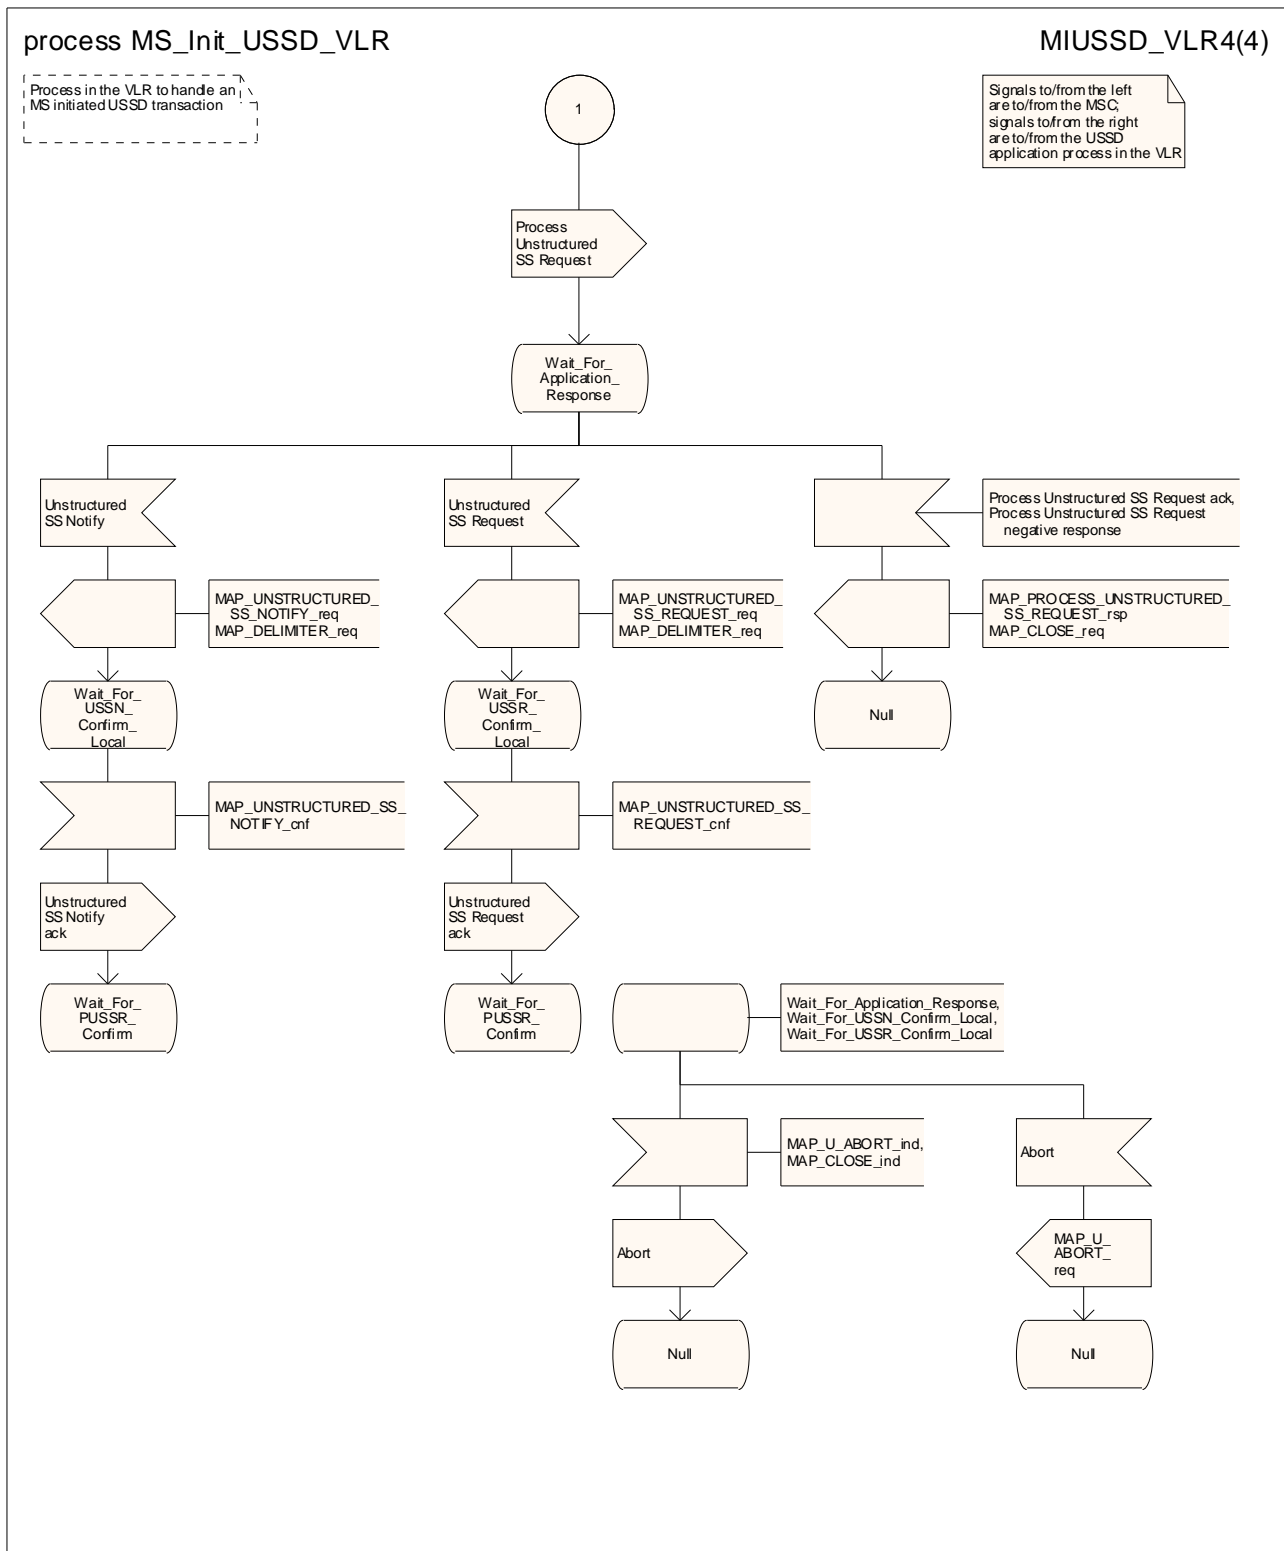 process MS_Init_USSD_VLR
MIUSSD_VLR4(4)
Process in the VLR to handle an
MS initiated USSD transaction
Signals to/from the left
are to/from the MSC;
signals to/from the right
are to/from the USSD
application process in the VLR
1
Process
Unstructured
SS Request
Wait_For_
Application_
Response
Unstructured
SS Notify
Unstructured
SS Request
Process Unstructured SS Request ack,
Process Unstructured SS Request
negative response
MAP_UNSTRUCTURED_
SS_NOTIFY_req
MAP_DELIMITER_req
MAP_UNSTRUCTURED_
SS_REQUEST_req
MAP_DELIMITER_req
MAP_PROCESS_UNSTRUCTURED_
SS_REQUEST_rsp
MAP_CLOSE_req
Wait_For_
USSN_
Confirm_
Local
Wait_For_
USSR_
Confirm_
Local
Null
MAP_UNSTRUCTURED_SS_
NOTIFY_cnf
MAP_UNSTRUCTURED_SS_
REQUEST_cnf
Unstructured
SS Notify
ack
Unstructured
SS Request
ack
Wait_For_
PUSSR_
Confirm
Wait_For_
PUSSR_
Confirm
Wait_For_Application_Response,
Wait_For_USSN_Confirm_Local,
Wait_For_USSR_Confirm_Local
MAP_U_ABORT_ind,
MAP_CLOSE_ind
Abort
Abort
MAP_U_
ABORT_
req
Null
Null